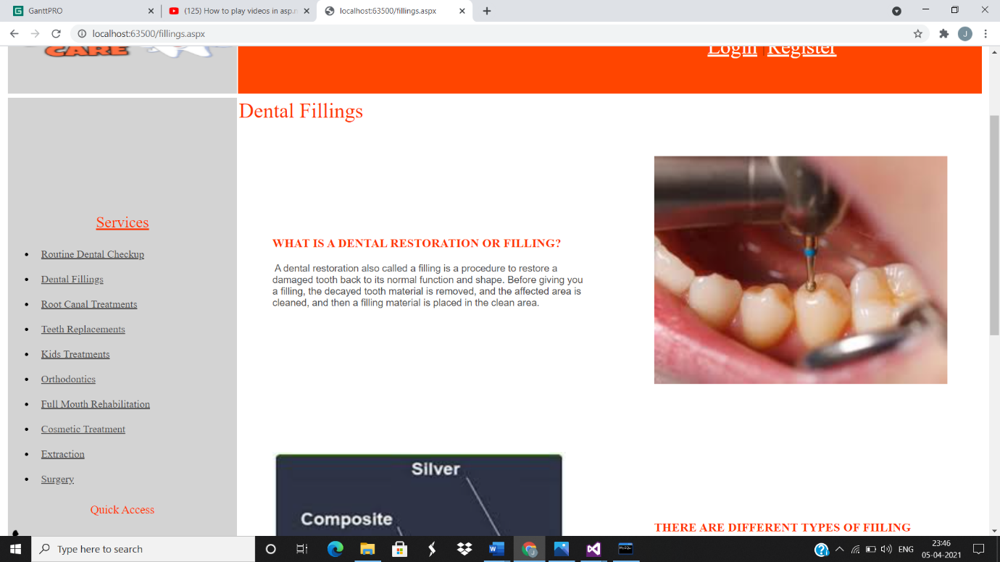 GanttPRO
(125) How to play videos in asp.n
localhost:63500/fillings.aspx
localhost:63500/fillings.aspx
J
CARE
Login | Register
Dental Fillings
Services
Routine Dental Checkup
Dental Fillings
Root Canal Treatments
Teeth Replacements
Kids Treatments
Orthodontics
Full Mouth Rehabilitation
Cosmetic Treatment
Extraction
Surgery
Quick Access
WHAT IS A DENTAL RESTORATION OR FILLING?
A dental restoration also called a filling is a procedure to restore a
damaged tooth back to its normal function and shape. Before giving you
a filling, the decayed tooth material is removed, and the affected area is
cleaned, and then a filling material is placed in the clean area.
Silver
Composite
THERE ARE DIFFERENT TYPES OF FIILING
Type here to search
ENG
23:46
05-04-2021